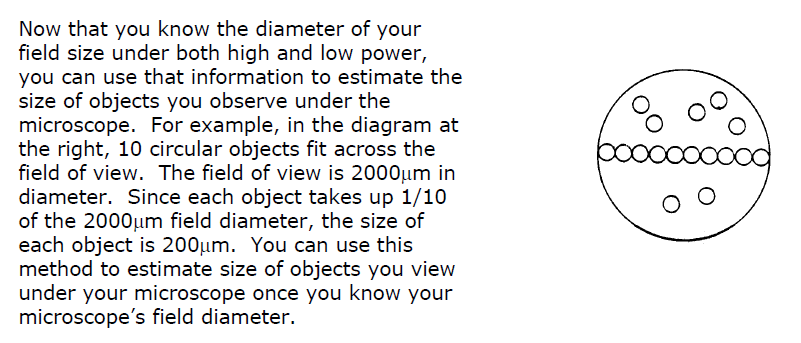 Now that you know the diameter of your
field size under both high and low power,
you can use that information to estimate the
size of objects you observe under the
microscope.  For example, in the diagram at
the right, 10 circular objects fit across the
field of view.  The field of view is 2000µm in
diameter.  Since each object takes up 1/10
of the 2000µm field diameter, the size of
each object is 200µm.  You can use this
method to estimate size of objects you view
under your microscope once you know your
microscope’s field diameter.